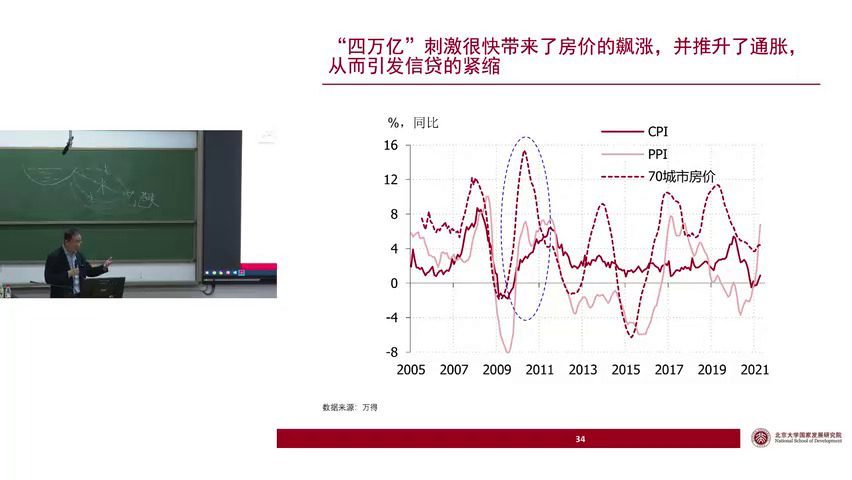 “四万亿”刺激很快带来了房价的飙涨，并推升了通胀，
从而引发信贷的紧缩
%，同比
CPI
PPI
70城市房价
16
12
8
4
0
-4
-8
2005 2007 2009 2011 2013 2015 2017 2019 2021
数据来源：万得
34
北京大学国家发展研究院
National School of Development